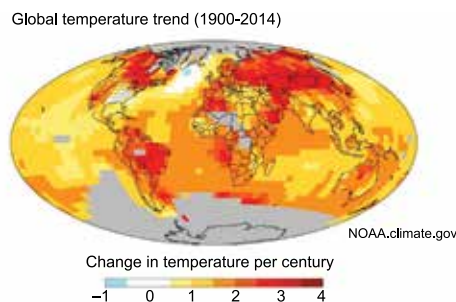 Global temperature trend (1900–2014)
NOAA.climate.gov
Change in temperature per century
–1 0 1 2 3 4